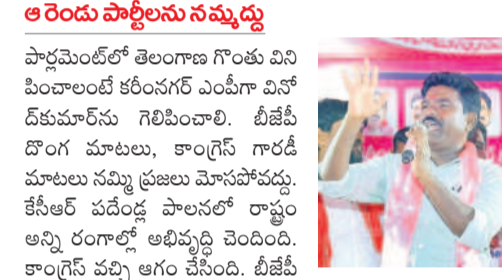 ఆ రెండు పార్టీలను నమ్మద్దు
పార్లమెంట్‌లో తెలంగాణ గొంతు విని
పించాలంటే కరీంనగర్ ఎంపీగా వినో
ద్‌కుమార్‌ను గెలిపించాలి. బీజేపీ
దొంగ మాటలు, కాంగ్రెస్ గారడీ
మాటలు నమ్మి ప్రజలు మోసపోవద్దు.
కేసీఆర్ పదేండ్ల పాలనలో రాష్ట్రం
అన్ని రంగాల్లో అభివృద్ధి చెందింది.
కాంగ్రెస్ వచ్చి ఆగం చేసింది. బీజేపీ